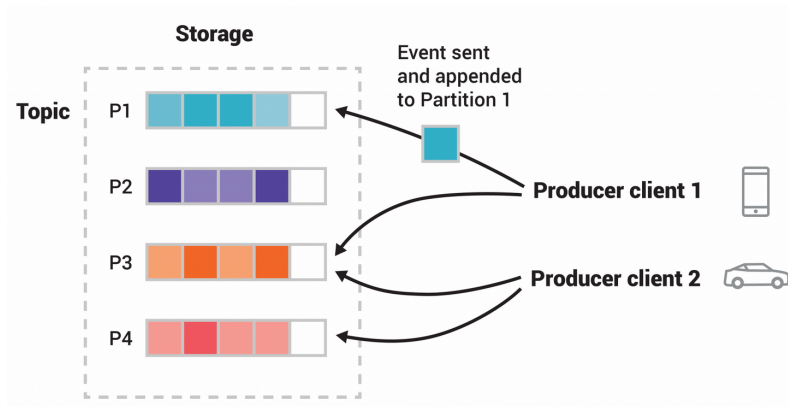 Storage
Event sent
and appended
to Partition 1
Topic
P1
P2
Producer client 1
P3
Producer client 2
P4